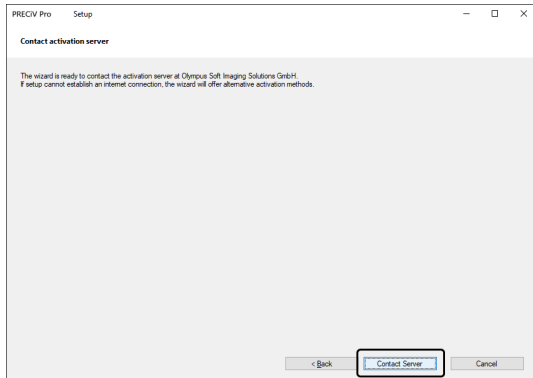 PRECiV Pro Setup
Contact activation server
The wizard is ready to contact the activation server at Olympus Soft Imaging Solutions GmbH.
If setup cannot establish an internet connection, the wizard will offer alternative activation methods.
< Back Contact Server Cancel